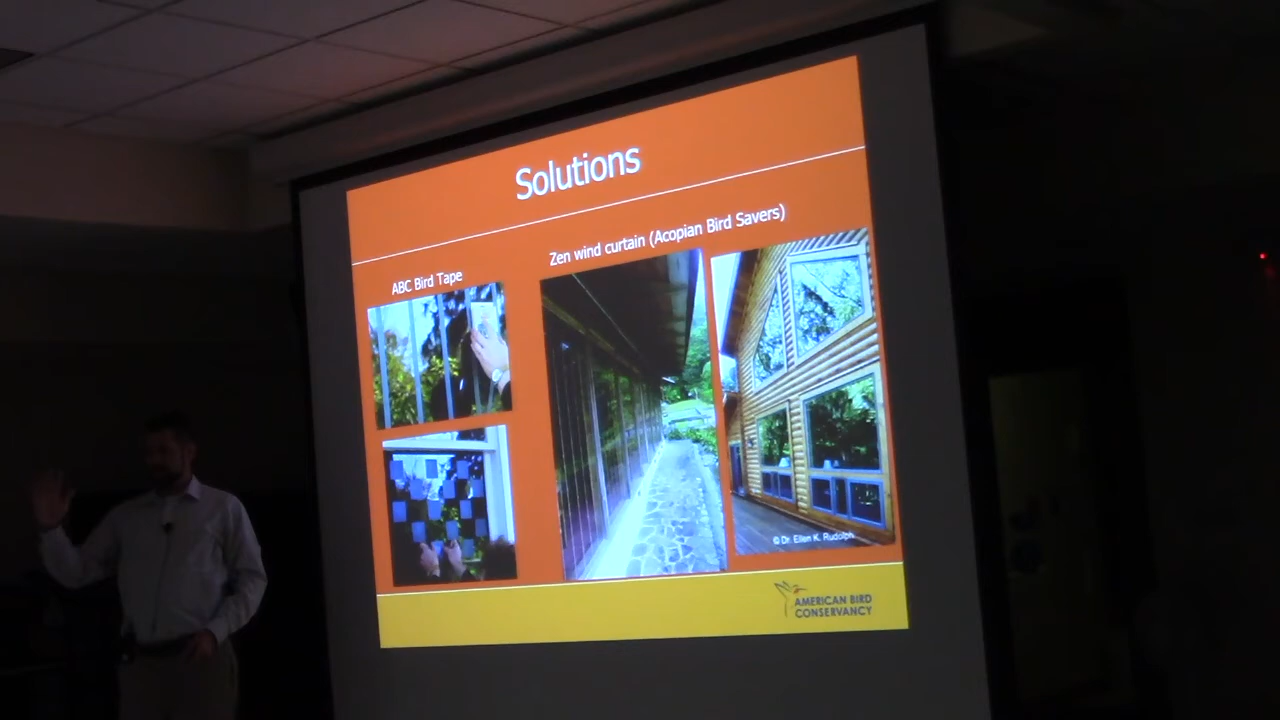 Solutions
ABC Bird Tape
Zen wind curtain (Acopian Bird Savers)
© Dr. Ellen K. Rudolph
AMERICAN BIRD
CONSERVANCY